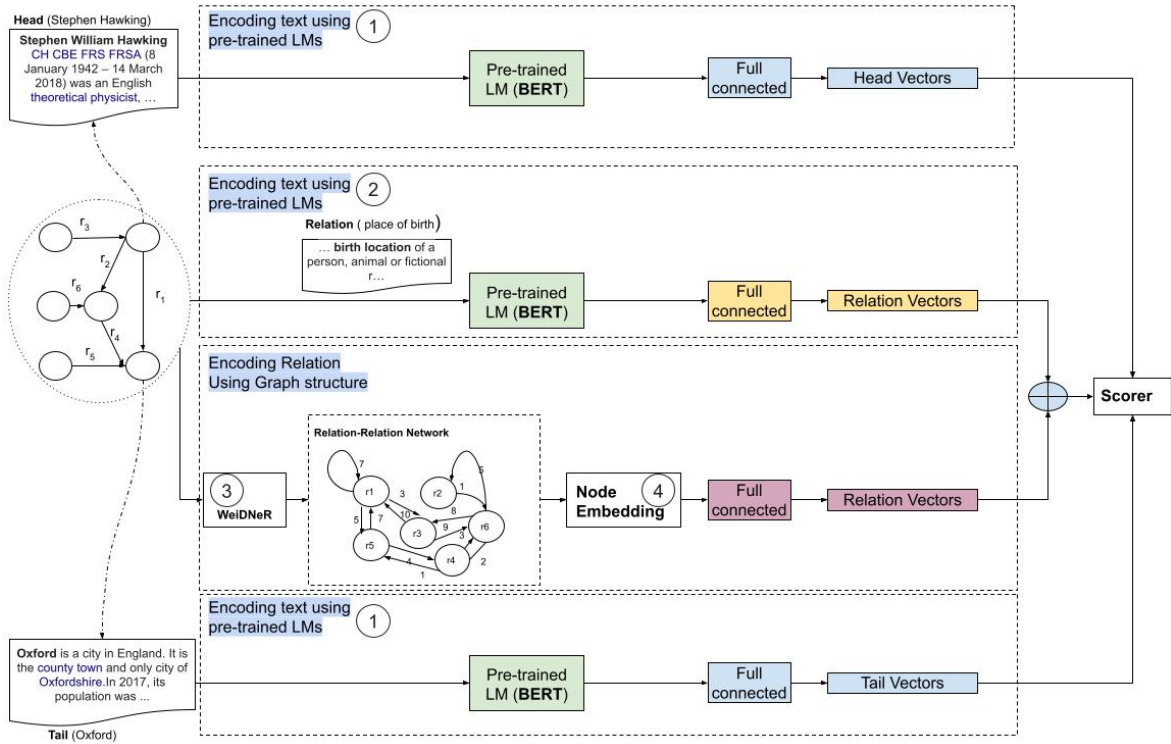 Head (Stephen Hawking)
Stephen William Hawking
CH CBE FRS FRSA (8
January 1942 – 14 March
2018) was an English
theoretical physicist, …
Encoding text using
pre-trained LMs
1
Pre-trained
LM (BERT)
Full
connected
Head Vectors
Encoding text using
pre-trained LMs
2
Relation ( place of birth)
… birth location of a
person, animal or fictional
r…
Pre-trained
LM (BERT)
Full
connected
Relation Vectors
r3
r2
r6
r1
r4
r5
Encoding Relation
Using Graph structure
3
WeiDNeR
Relation-Relation Network
7
5
r1
3
r2
1
10
8
r6
5
7
r3
9
3
r5
4
r4
2
1
Node
Embedding
4
Full
connected
Relation Vectors
Scorer
Encoding text using
pre-trained LMs
1
Oxford is a city in England. It is
the county town and only city of
Oxfordshire.In 2017, its
population was ...
Tail (Oxford)
Pre-trained
LM (BERT)
Full
connected
Tail Vectors